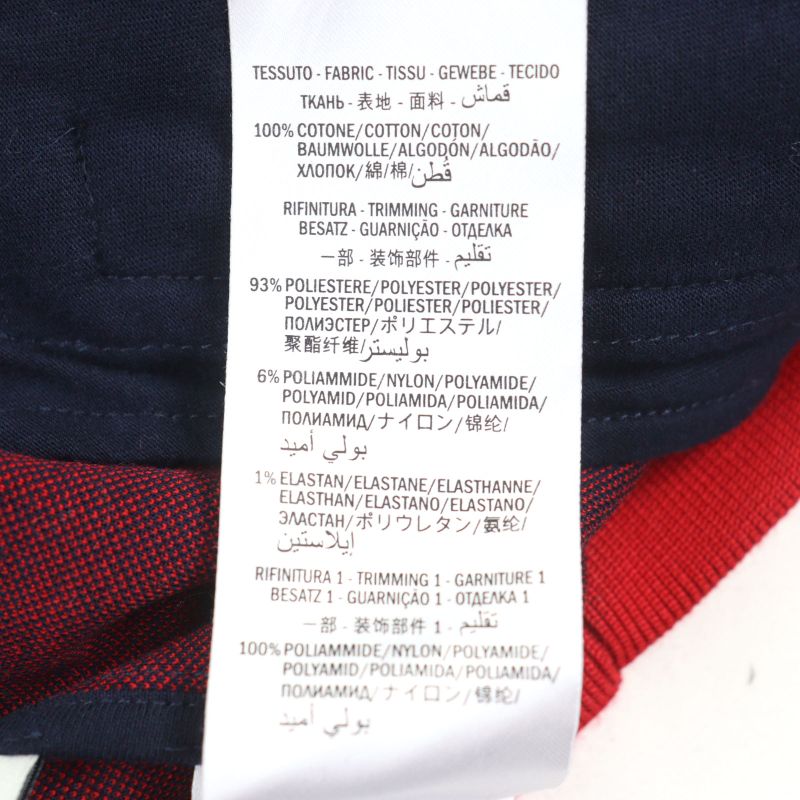 TESSUTO - FABRIC - TISSU - GEWEBE - TECIDO
ТКАНЬ - 表地 - 面料 - قماش
100% COTONE/COTTON/COTON/
BAUMWOLLE/ALGODÓN/ALGODÃO/
ХЛОПОК/綿/棉/قُطن
RIFINITURA - TRIMMING - GARNITURE
BESATZ - GUARNIÇÃO - ОТДЕЛКА
一部 - 装饰部件 - تقليم
93% POLIESTERE/POLYESTER/POLYESTER/
POLYESTER/POLIESTER/POLIESTER/
ПОЛИЭСТЕР/ポリエステル/
聚酯纤维/بوليستر
6% POLIAMMIDE/NYLON/POLYAMIDE/
POLYAMID/POLIAMIDA/POLIAMIDA/
ПОЛИАМИД/ナイロン/锦纶/
بولي أميد
1% ELASTAN/ELASTANE/ELASTHANNE/
ELASTHAN/ELASTANO/ELASTANO/
ЭЛАСТАН/ポリウレタン/氨纶/
إيلاستين
RIFINITURA 1 - TRIMMING 1 - GARNITURE 1
BESATZ 1 - GUARNIÇÃO 1 - ОТДЕЛКА 1
一部 - 装饰部件 1 - تقليم
100% POLIAMMIDE/NYLON/POLYAMIDE/
POLYAMID/POLIAMIDA/POLIAMIDA/
ПОЛИАМИД/ナイロン/锦纶/
بولي أميد